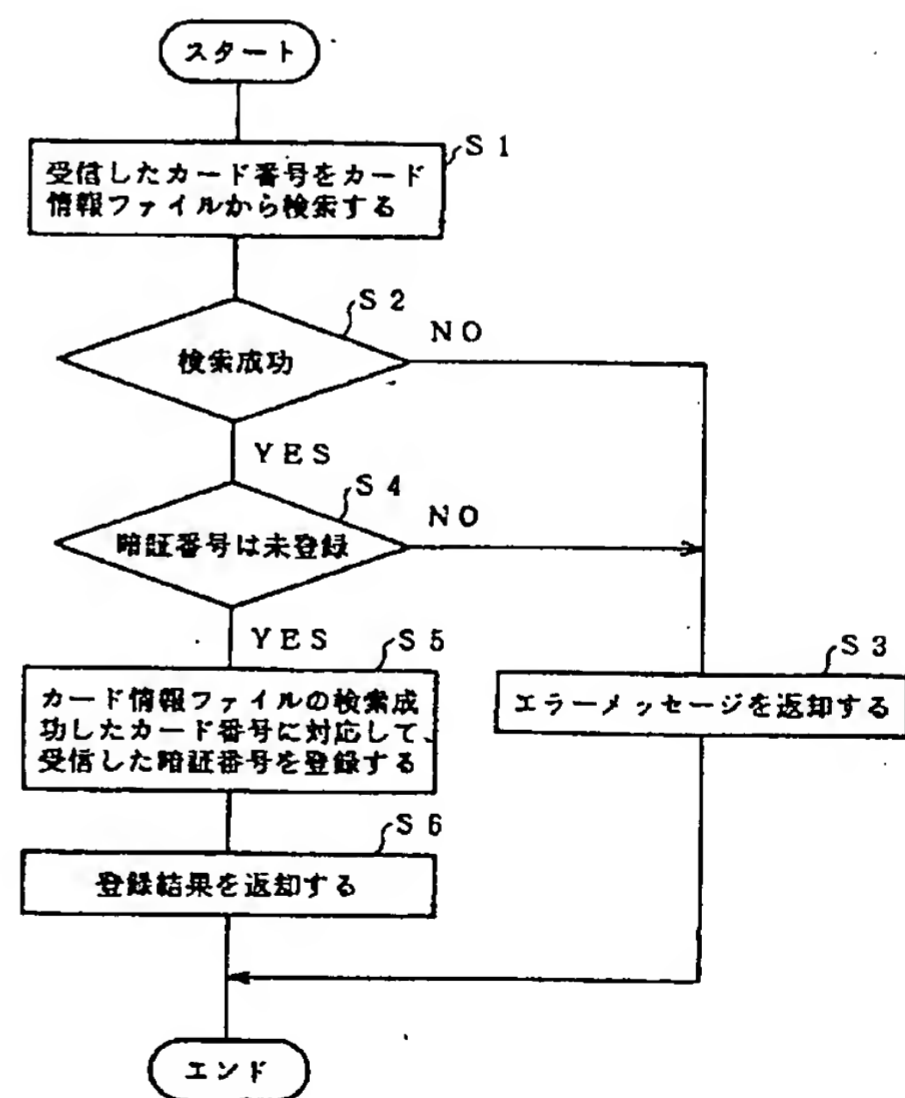 スタート
S1
受信したカード番号をカード
情報ファイルから検索する
S2
検索成功
NO
YES
S4
暗証番号は未登録
NO
YES
S5
カード情報ファイルの検索成
功したカード番号に対応して、
受信した暗証番号を登録する
S3
エラーメッセージを返却する
S6
登録結果を返却する
エンド